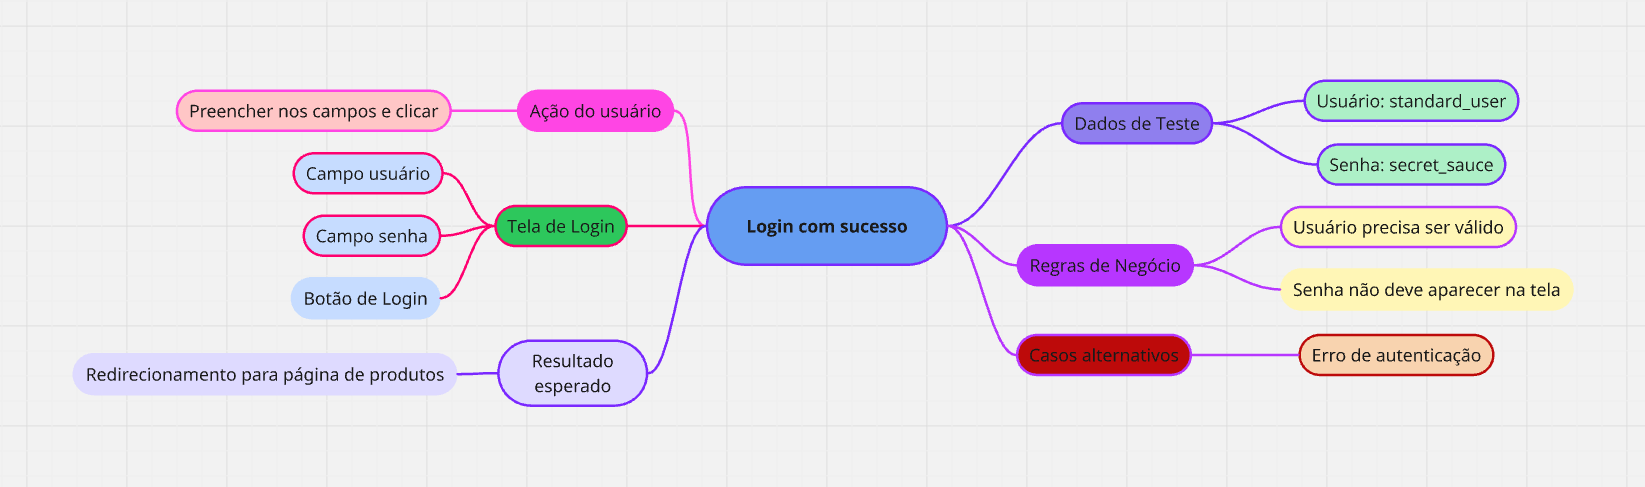 Preencher nos campos e clicar
Ação do usuário
Campo usuário
Campo senha
Tela de Login
Botão de Login
Redirecionamento para página de produtos
Resultado
esperado
Login com sucesso
Dados de Teste
Usuário: standard_user
Senha: secret_sauce
Regras de Negócio
Usuário precisa ser válido
Senha não deve aparecer na tela
Casos alternativos
Erro de autenticação